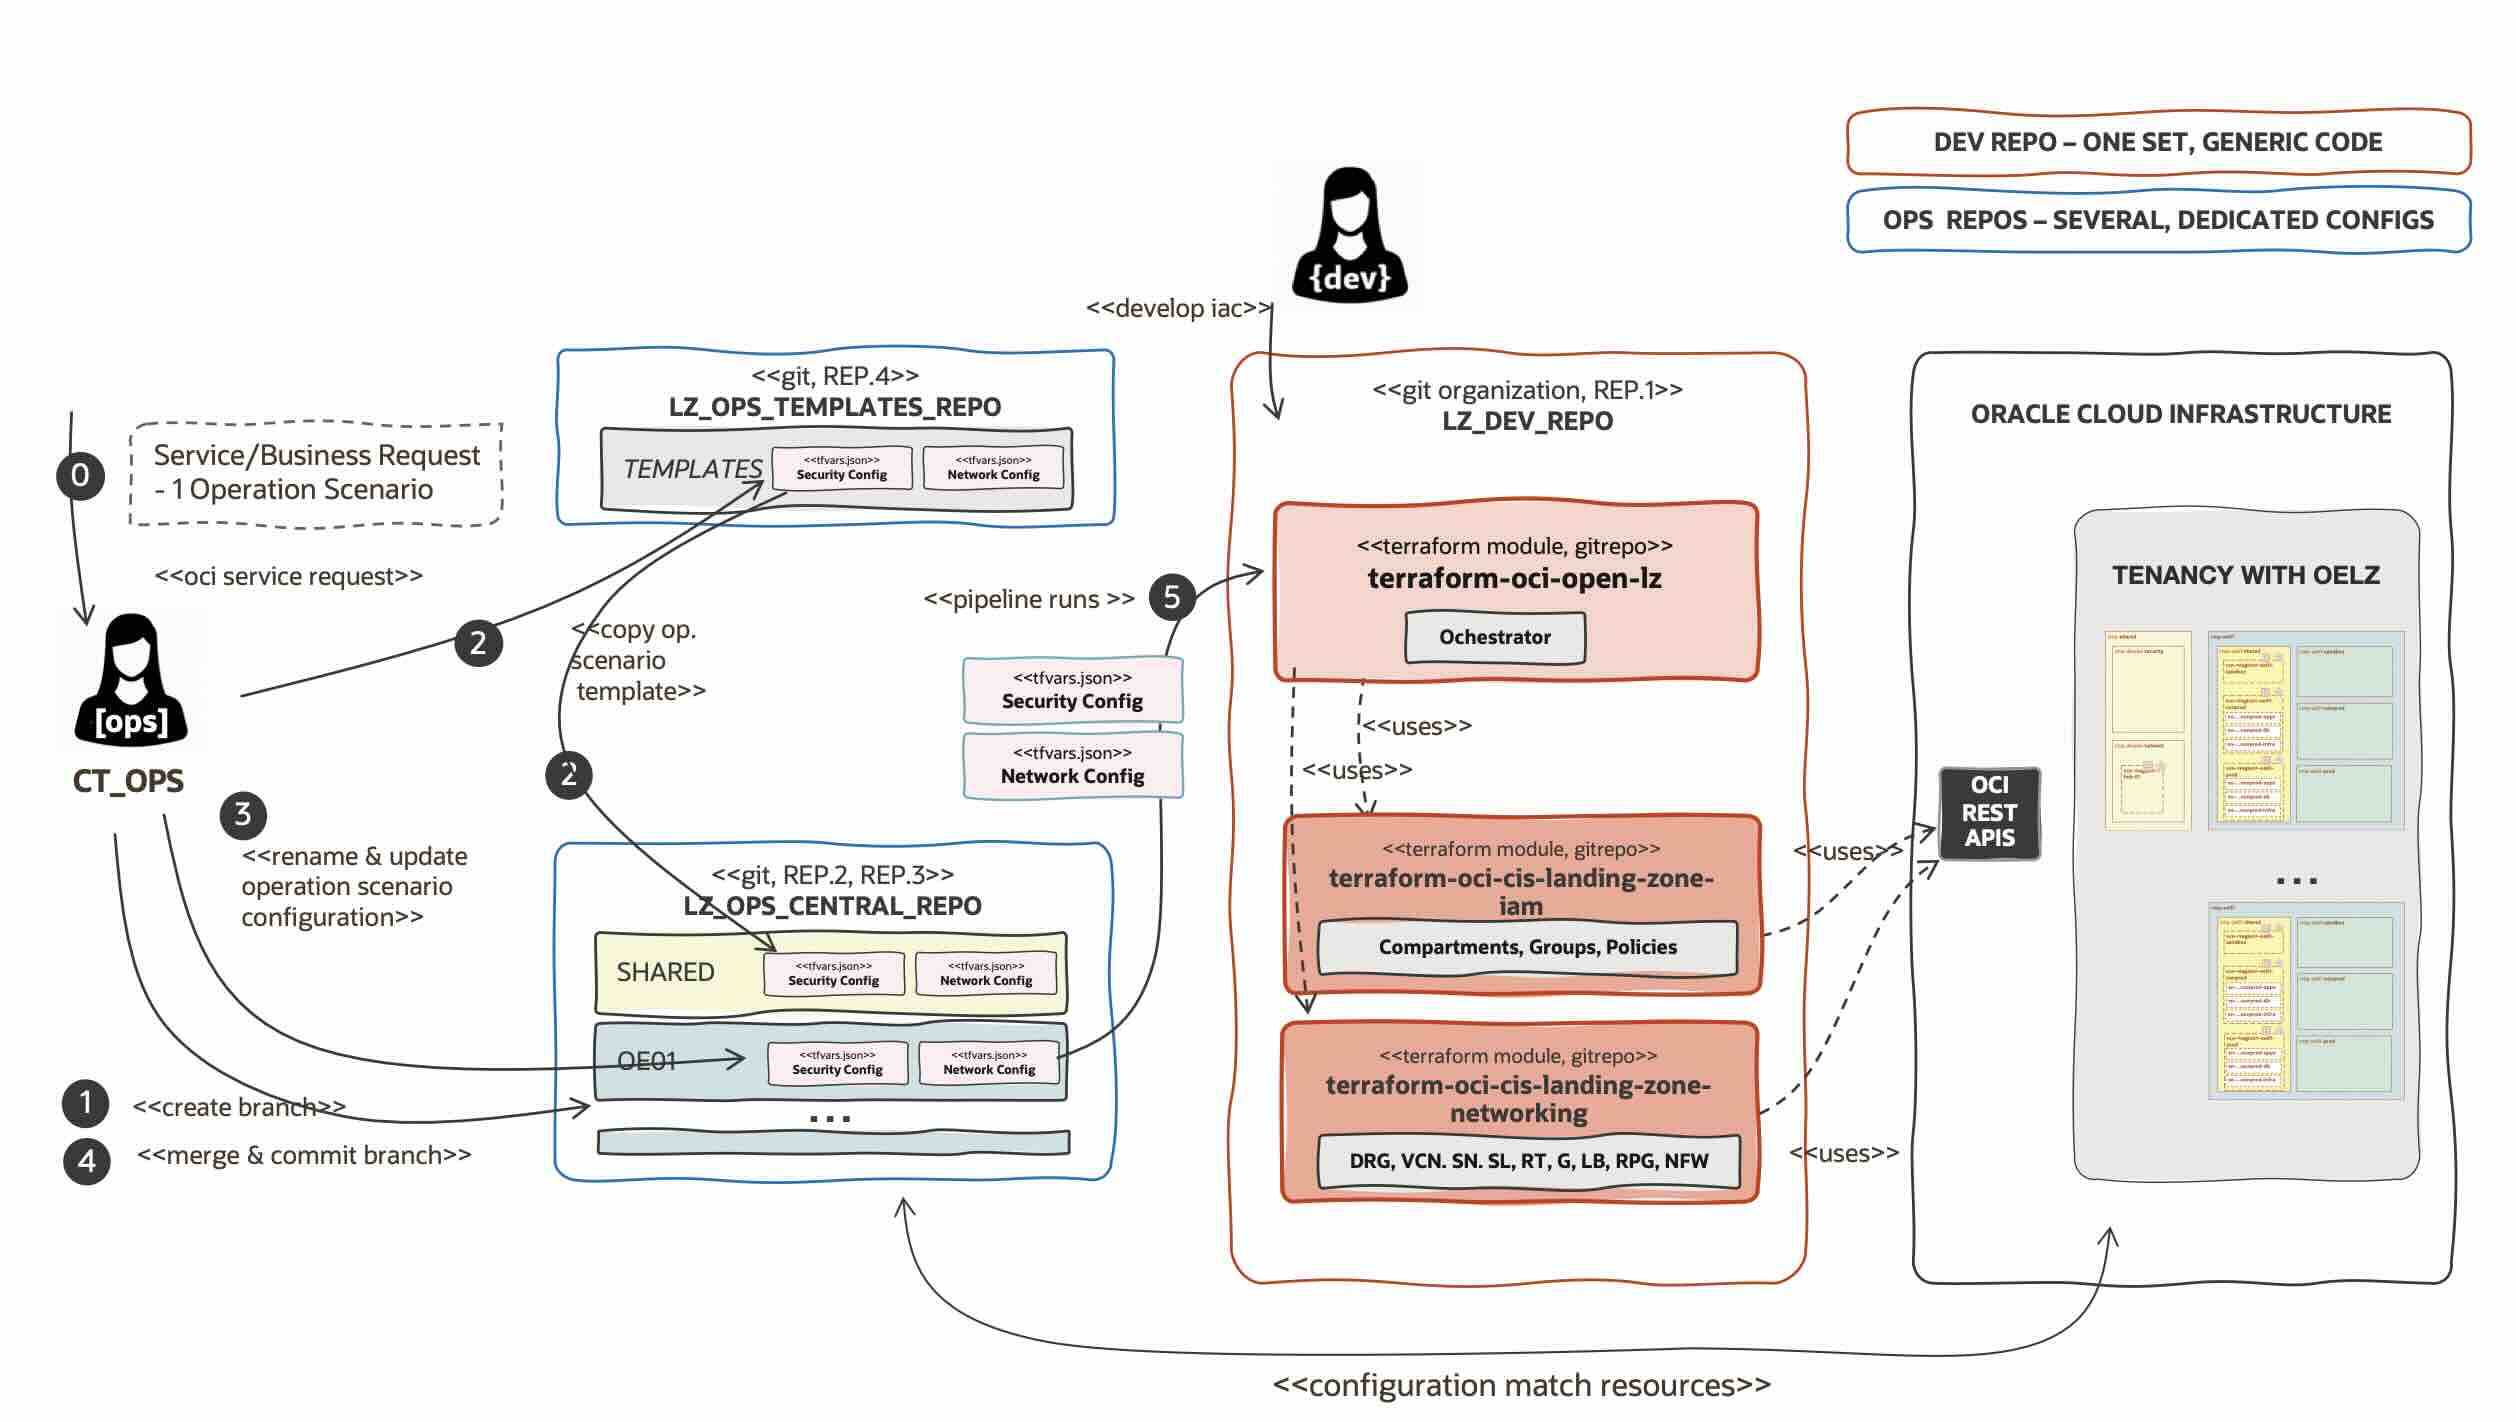 DEV REPO – ONE SET, GENERIC CODE
OPS  REPOS – SEVERAL, DEDICATED CONFIGS
{dev}
<<develop iac>>
<<git, REP.4>>
LZ_OPS_TEMPLATES_REPO
TEMPLATES
<<tfvars.json>>
Security Config
<<tfvars.json>>
Network Config
0
Service/Business Request
- 1 Operation Scenario
<<oci service request>>
[ops]
CT_OPS
2
<<copy op.
scenario
template>>
2
<<pipeline runs >>
5
<<tfvars.json>>
Security Config
<<tfvars.json>>
Network Config
3
<<rename & update
operation scenario
configuration>>
<<git, REP.2, REP.3>>
LZ_OPS_CENTRAL_REPO
SHARED
<<tfvars.json>>
Security Config
<<tfvars.json>>
Network Config
OE01
<<tfvars.json>>
Security Config
<<tfvars.json>>
Network Config
...
1
<<create branch>>
4
<<merge & commit branch>>
<<git organization, REP.1>>
LZ_DEV_REPO
<<terraform module, gitrepo>>
terraform-oci-open-lz
Ochestrator
<<uses>>
<<uses>>
<<terraform module, gitrepo>>
terraform-oci-cis-landing-zone-
iam
Compartments, Groups, Policies
<<terraform module, gitrepo>>
terraform-oci-cis-landing-zone-
networking
DRG, VCN. SN. SL, RT, G, LB, RPG, NFW
<<uses>>
<<uses>>
ORACLE CLOUD INFRASTRUCTURE
OCI
REST
APIS
TENANCY WITH OELZ
...
<<configuration match resources>>